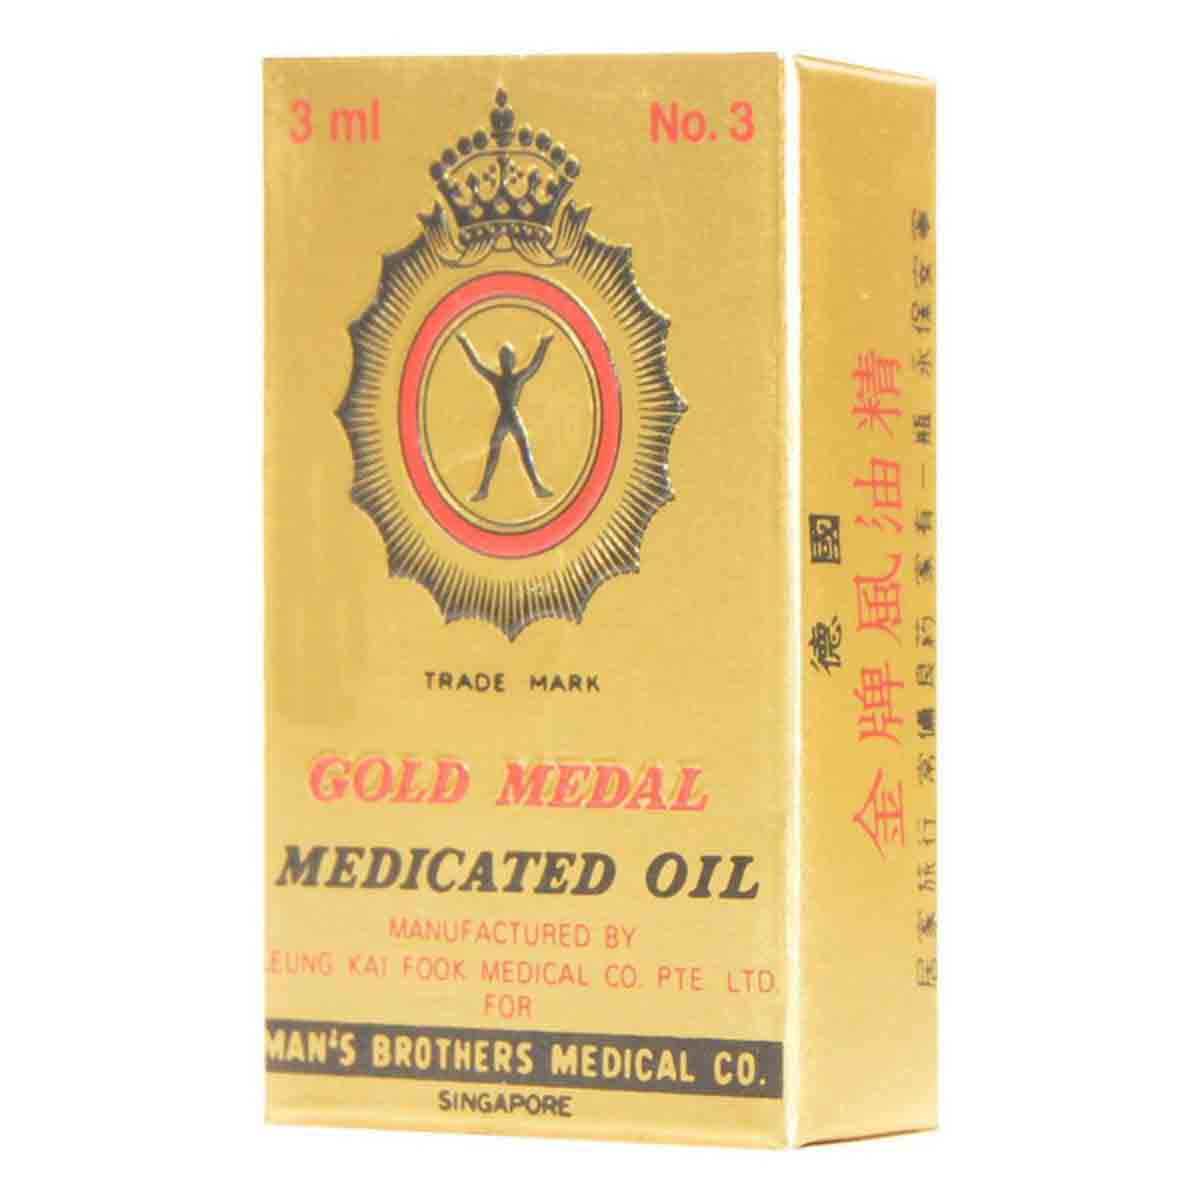 3 ml
No. 3
TRADE MARK
GOLD MEDAL
MEDICATED OIL
MANUFACTURED BY
LEUNG KAI FOOK MEDICAL CO. PTE LTD.
FOR
MAN'S BROTHERS MEDICAL CO.
SINGAPORE
德國
金牌風油精
居家旅行 常備良药 家有一瓶 永保安寧